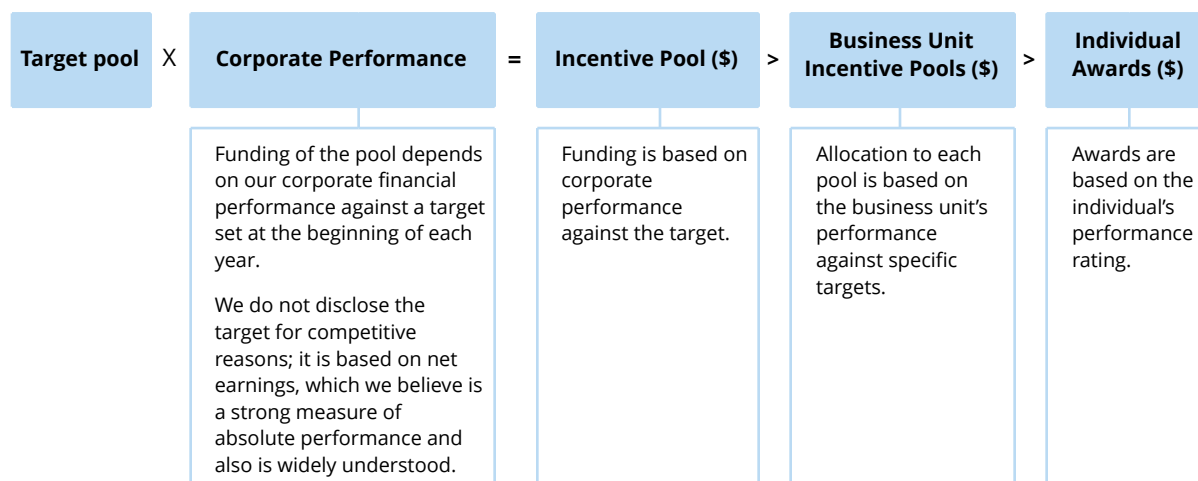 Target pool X Corporate Performance = Incentive Pool ($) > Business Unit Incentive Pools ($) > Individual Awards ($)
Funding of the pool depends
on our corporate financial
performance against a target
set at the beginning of each
year.
We do not disclose the
target for competitive
reasons; it is based on net
earnings, which we believe is
a strong measure of
absolute performance and
also is widely understood.
Funding is based on
corporate
performance
against the target.
Allocation to each
pool is based on
the business unit's
performance
against specific
targets.
Awards are
based on the
individual's
performance
rating.